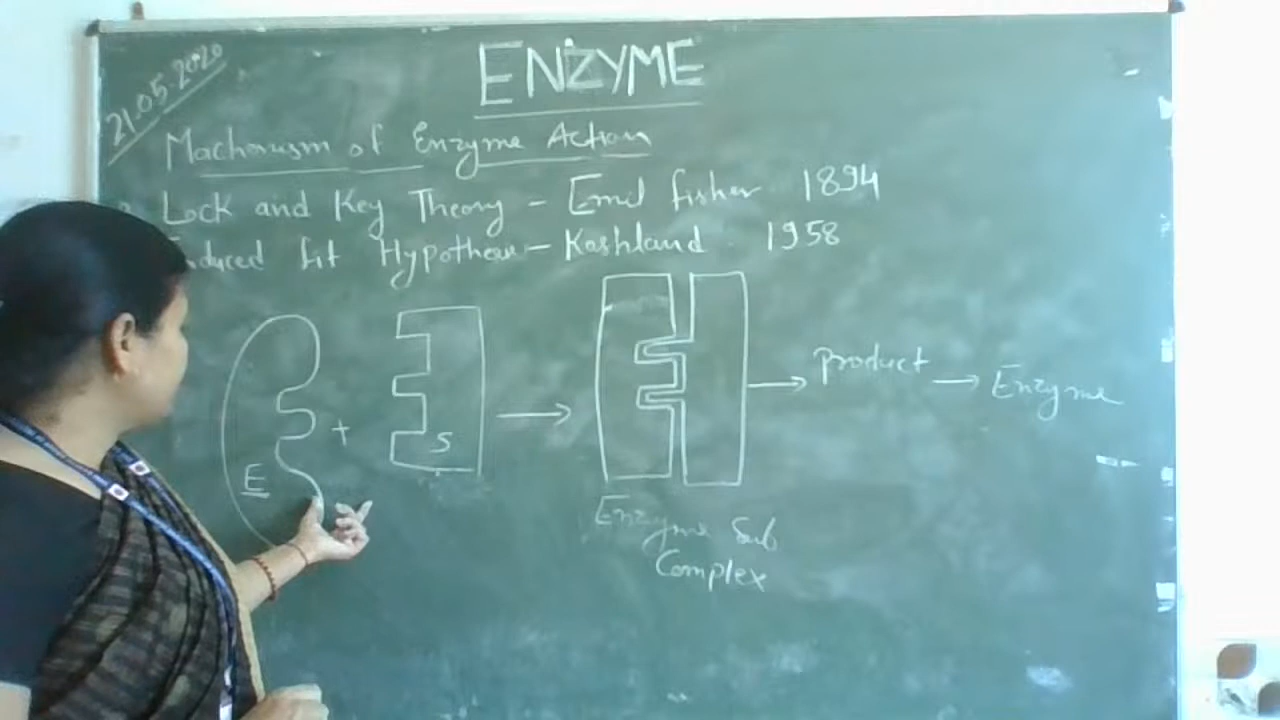 21.05.2020
ENZYME
Machanism of Enzyme Action
Lock and Key Theory - Emil fisher 1894
Induced fit Hypothesis - Koshland 1958
E
+
S
Product
Enzyme
Enzyme Sub
Complex